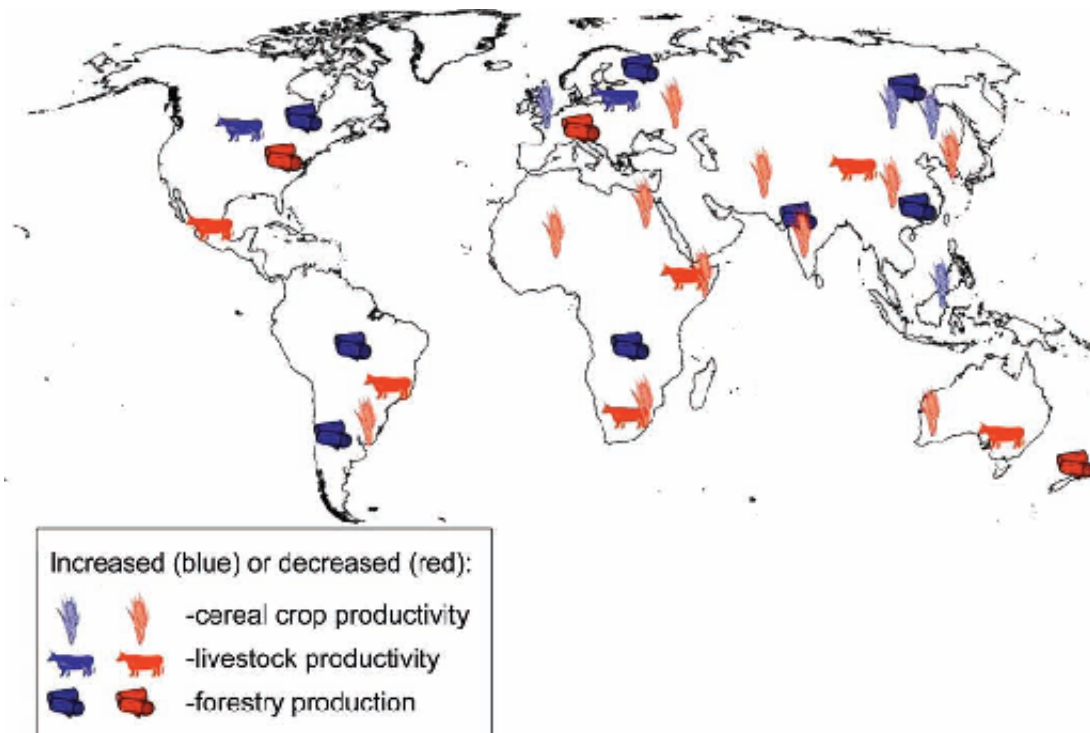 Increased (blue) or decreased (red):
-cereal crop productivity
-livestock productivity
-forestry production